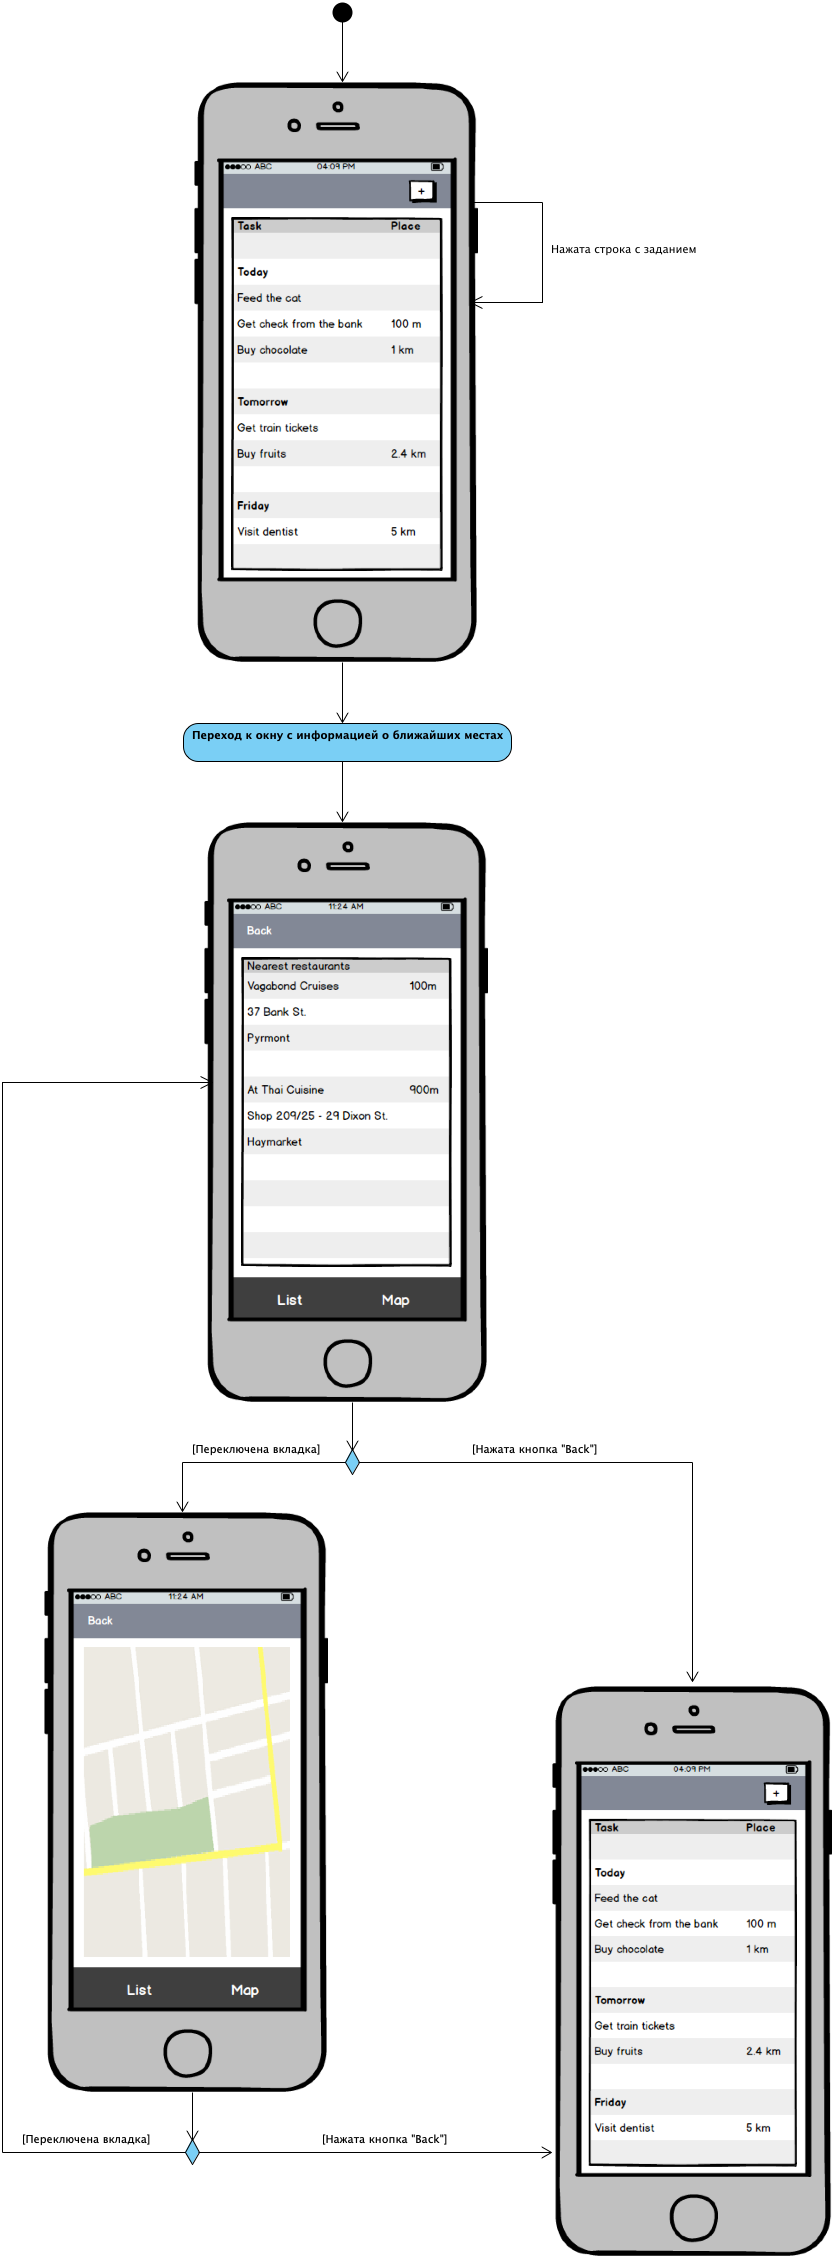 ABC 04:09 PM
+
Task Place
Today
Feed the cat
Get check from the bank 100 m
Buy chocolate 1 km
Tomorrow
Get train tickets
Buy fruits 2.4 km
Friday
Visit dentist 5 km
Нажата строка с заданием
Переход к окну с информацией о ближайших местах
ABC 11:24 AM
Back
Nearest restaurants
Vagabond Cruises 100m
37 Bank St.
Pyrmont
At Thai Cuisine 900m
Shop 209/25 - 29 Dixon St.
Haymarket
List Map
[Переключена вкладка] [Нажата кнопка "Back"]
ABC 11:24 AM
Back
List Map
ABC 04:09 PM
+
Task Place
Today
Feed the cat
Get check from the bank 100 m
Buy chocolate 1 km
Tomorrow
Get train tickets
Buy fruits 2.4 km
Friday
Visit dentist 5 km
[Переключена вкладка] [Нажата кнопка "Back"]